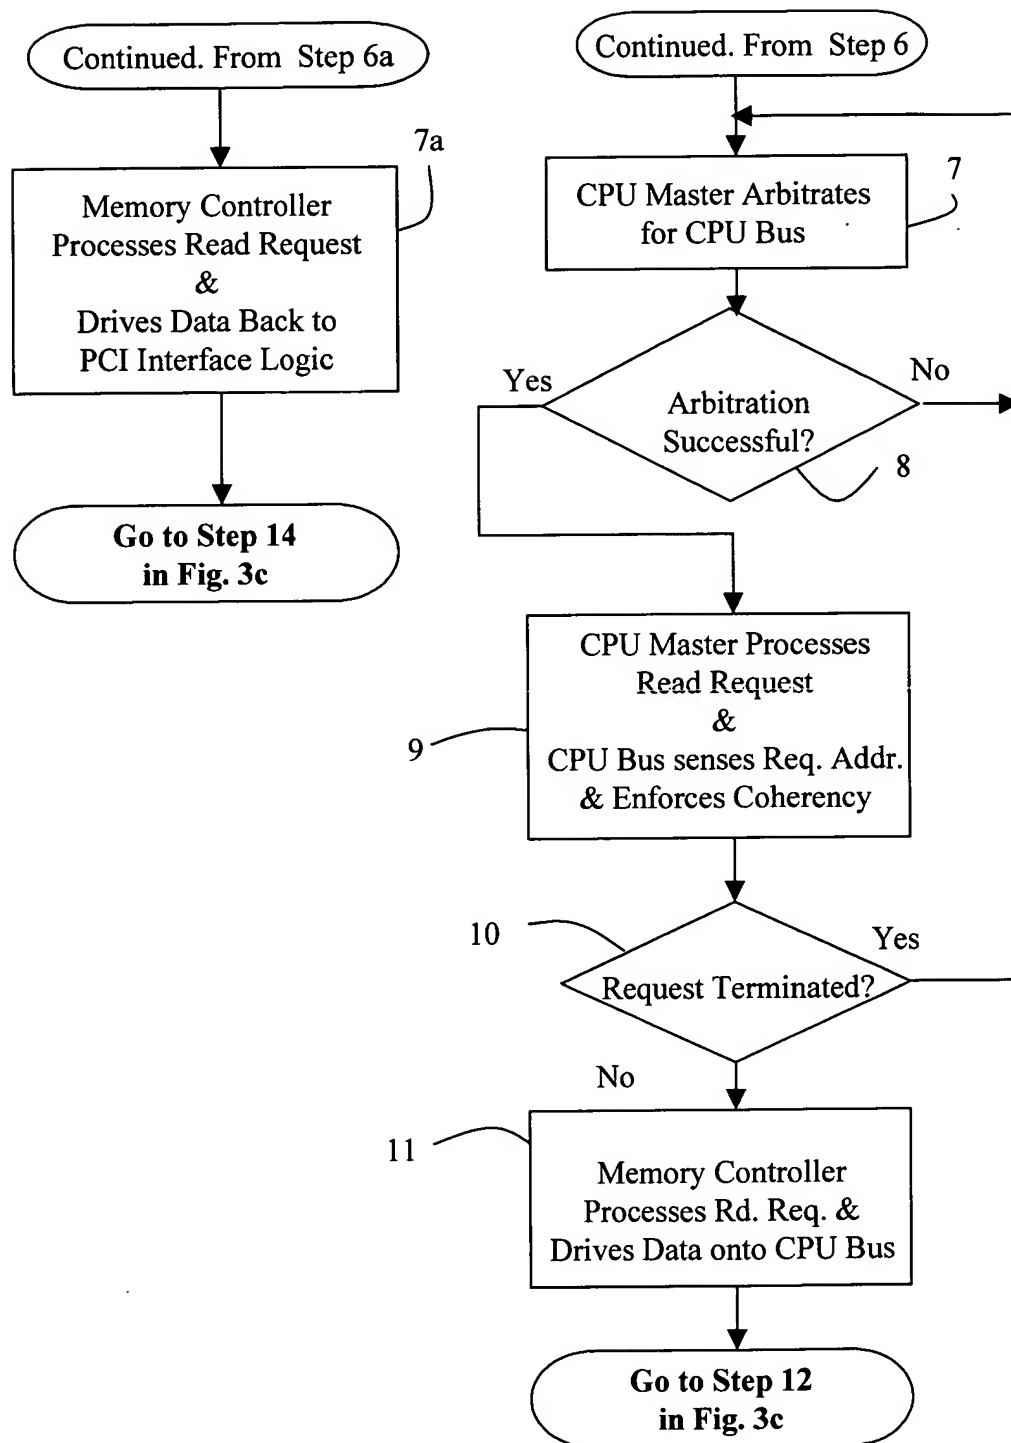 Continued. From Step 6a
7a
Memory Controller
Processes Read Request
&
Drives Data Back to
PCI Interface Logic
Go to Step 14
in Fig. 3c
Continued. From Step 6
7
CPU Master Arbitrates
for CPU Bus
Yes
No
Arbitration
Successful?
8
CPU Master Processes
Read Request
&
CPU Bus senses Req. Addr.
& Enforces Coherency
9
10
Yes
Request Terminated?
No
11
Memory Controller
Processes Rd. Req. &
Drives Data onto CPU Bus
Go to Step 12
in Fig. 3c